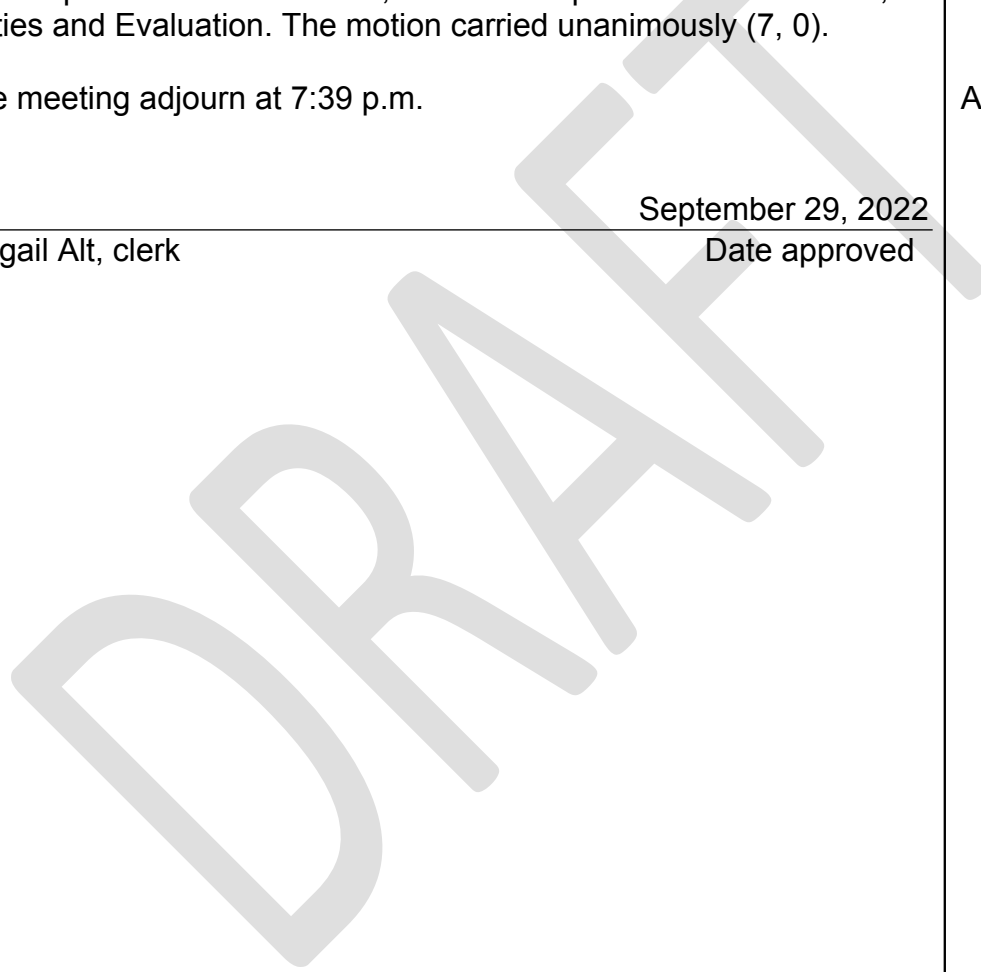 ties and Evaluation. The motion carried unanimously (7, 0).
e meeting adjourn at 7:39 p.m.
A
September 29, 2022
gail Alt, clerk Date approved
DRAFT